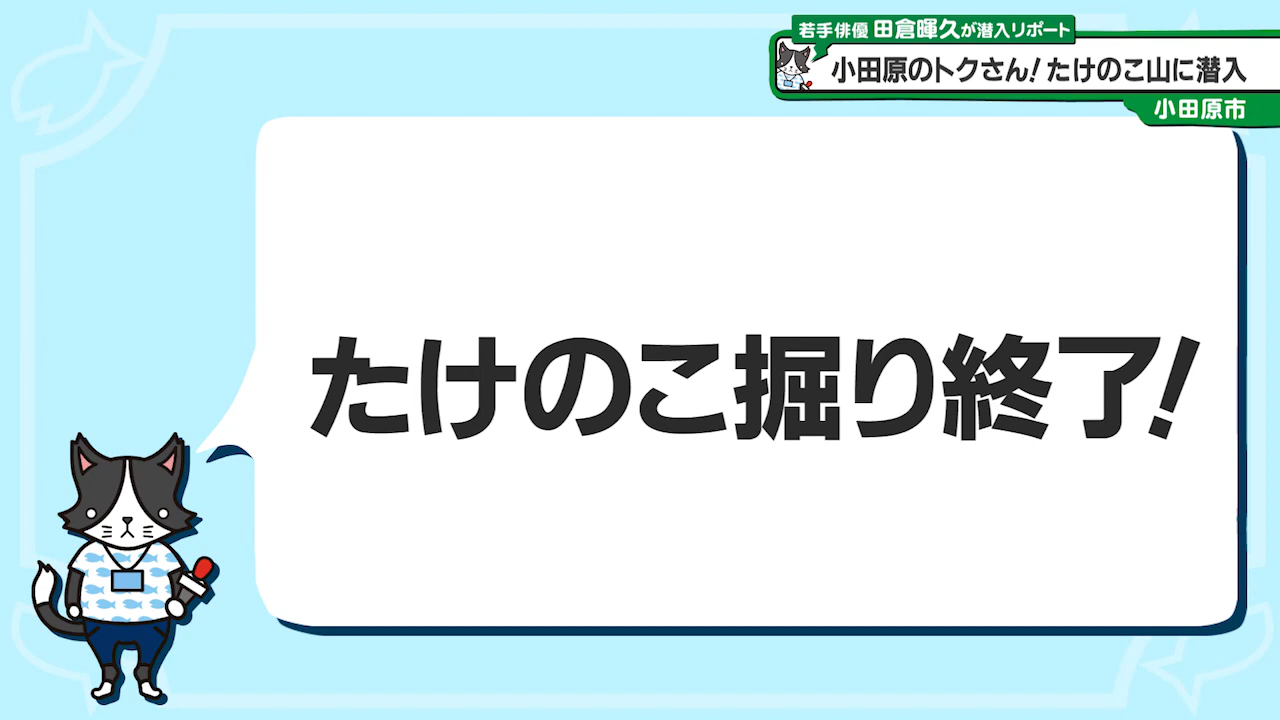 若手俳優 田倉暉久が潜入リポート
小田原のトクさん!たけのこ山に潜入
小田原市
たけのこ掘り終了!